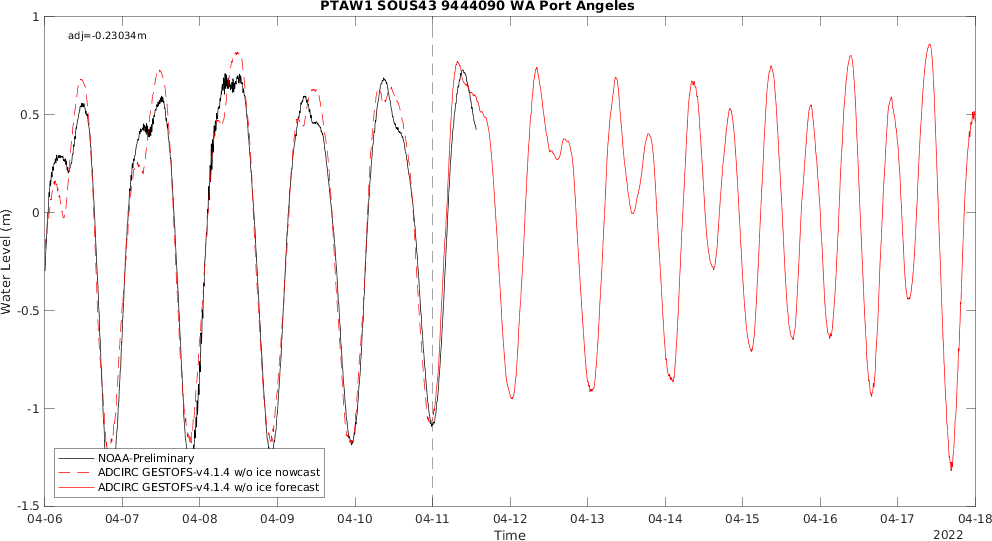 PTAW1 SOUS43 9444090 WA Port Angeles
adj=-0.23034m
1
0.5
0
-0.5
-1
-1.5
Water Level (m)
NOAA-Preliminary
ADCIRC GESTOFS-v4.1.4 w/o ice nowcast
ADCIRC GESTOFS-v4.1.4 w/o ice forecast
04-06 04-07 04-08 04-09 04-10 04-11 04-12 04-13 04-14 04-15 04-16 04-17 04-18
Time
2022